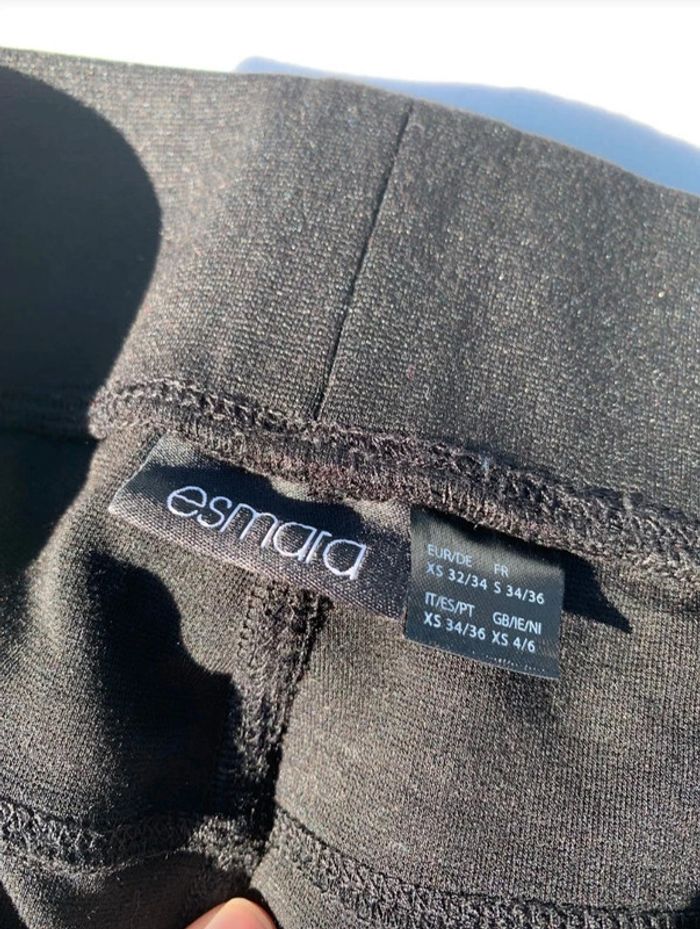 esmara
EUR/DE FR
XS 32/34 S 34/36
IT/ES/PT GB/IE/NI
XS 34/36 XS 4/6